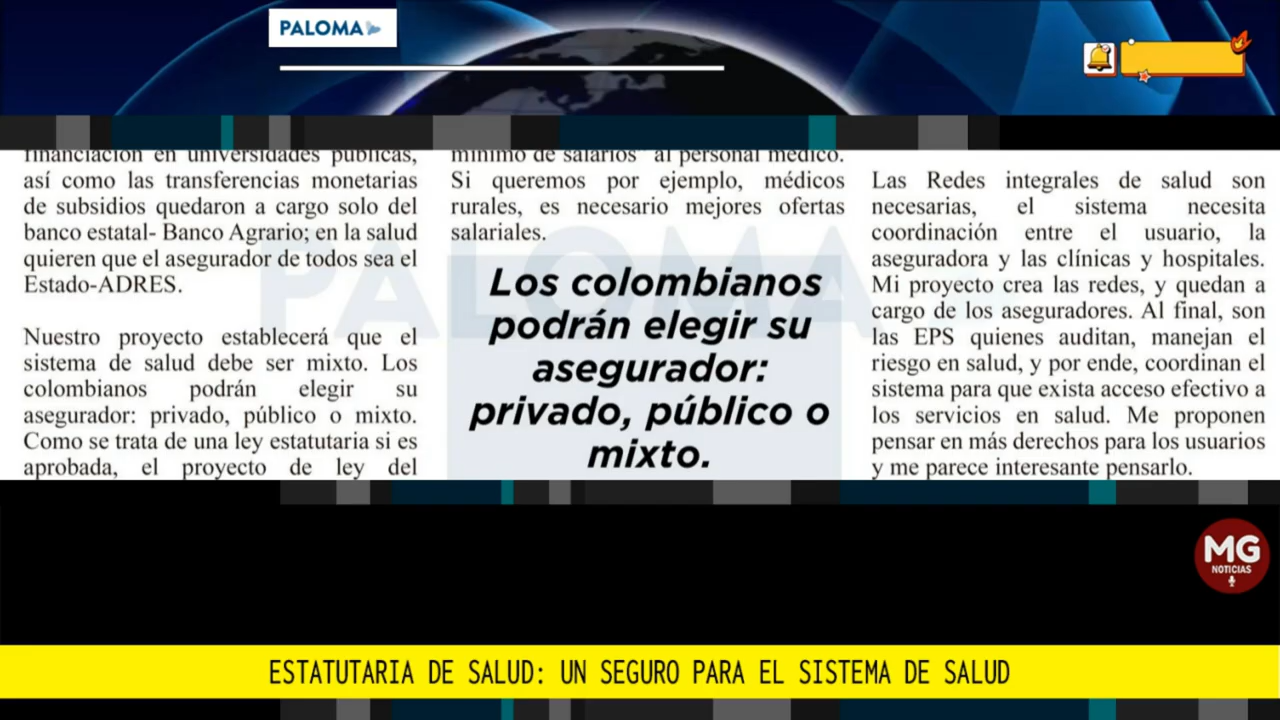 PALOMA
financiación en universidades públicas,
así como las transferencias monetarias
de subsidios quedaron a cargo solo del
banco estatal- Banco Agrario; en la salud
quieren que el asegurador de todos sea el
Estado-ADRES.
Nuestro proyecto establecerá que el
sistema de salud debe ser mixto. Los
colombianos podrán elegir su
asegurador: privado, público o mixto.
Como se trata de una ley estatutaria si es
aprobada, el proyecto de ley del
mínimo de salarios" al personal médico.
Si queremos por ejemplo, médicos
rurales, es necesario mejores ofertas
salariales.
PALOMA
Los colombianos
podrán elegir su
asegurador:
privado, público o
mixto.
Las Redes integrales de salud son
necesarias, el sistema necesita
coordinación entre el usuario, la
aseguradora y las clínicas y hospitales.
Mi proyecto crea las redes, y quedan a
cargo de los aseguradores. Al final, son
las EPS quienes auditan, manejan el
riesgo en salud, y por ende, coordinan el
sistema para que exista acceso efectivo a
los servicios en salud. Me proponen
pensar en más derechos para los usuarios
y me parece interesante pensarlo.
MG
NOTICIAS
ESTATUTARIA DE SALUD: UN SEGURO PARA EL SISTEMA DE SALUD